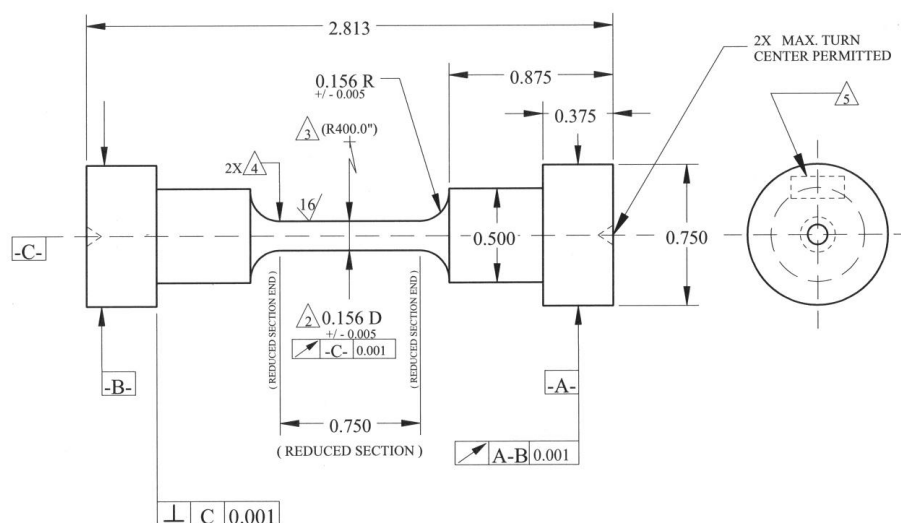 2.813
2X MAX. TURN
CENTER PERMITTED
0.875
0.156 R
+/- 0.005
5
0.375
3 (R400.0")
2X 4
16
-C-
0.500
0.750
( REDUCED SECTION END )
( REDUCED SECTION END )
2 0.156 D
+/- 0.005
-C- 0.001
-B-
-A-
0.750
( REDUCED SECTION )
A-B 0.001
⊥ C 0.001